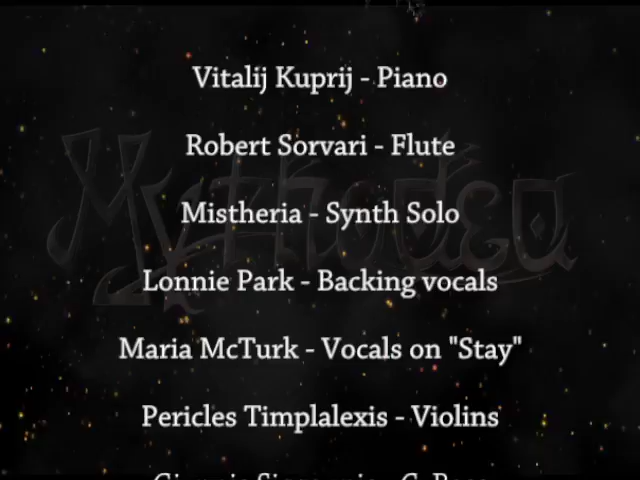 Vitalij Kuprij - Piano
Robert Sorvari - Flute
Mythodea
Mistheria - Synth Solo
Lonnie Park - Backing vocals
Maria McTurk - Vocals on "Stay"
Pericles Timplalexis - Violins